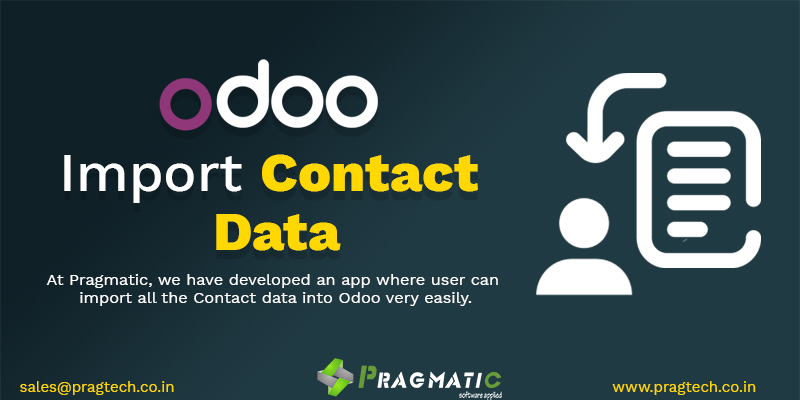 odoo
Import Contact
Data
At Pragmatic, we have developed an app where user can
import all the Contact data into Odoo very easily.
PRAGMATIC
software applied
sales@pragtech.co.in
www.pragtech.co.in